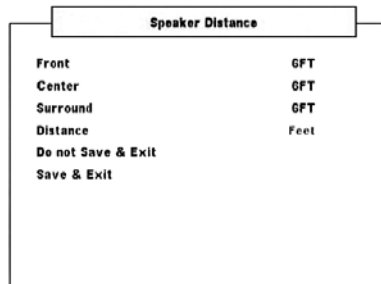 Speaker Distance
Front 6FT
Center 6FT
Surround 6FT
Distance Feet
Do not Save & Exit
Save & Exit